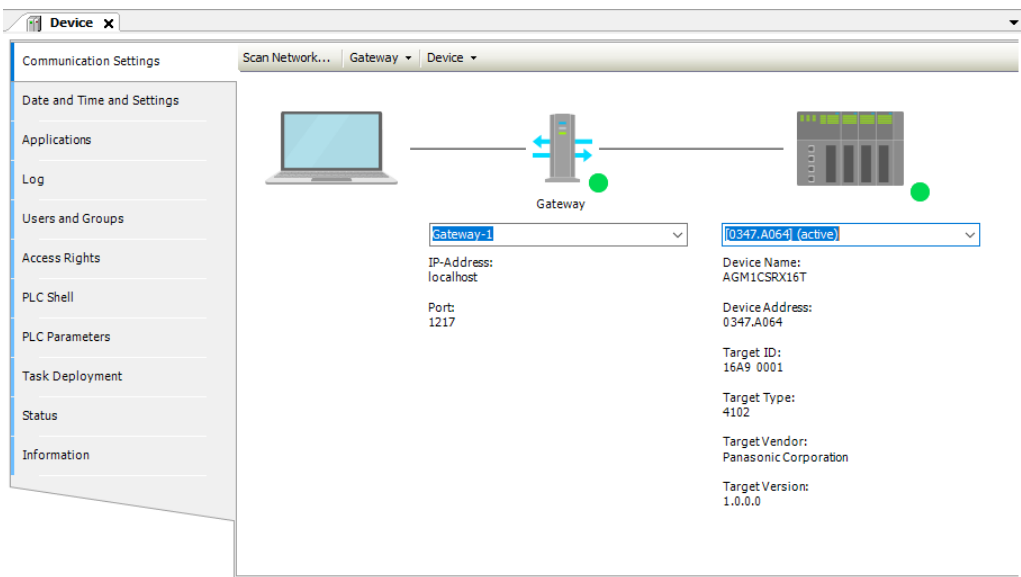 Device
Communication Settings
Date and Time and Settings
Applications
Log
Users and Groups
Access Rights
PLC Shell
PLC Parameters
Task Deployment
Status
Information
Scan Network... Gateway Device
Gateway
Gateway-1
IP-Address:
localhost
Port:
1217
[0347.A064] (active)
Device Name:
AGM1CSRX16T
Device Address:
0347.A064
Target ID:
16A9 0001
Target Type:
4102
Target Vendor:
Panasonic Corporation
Target Version:
1.0.0.0